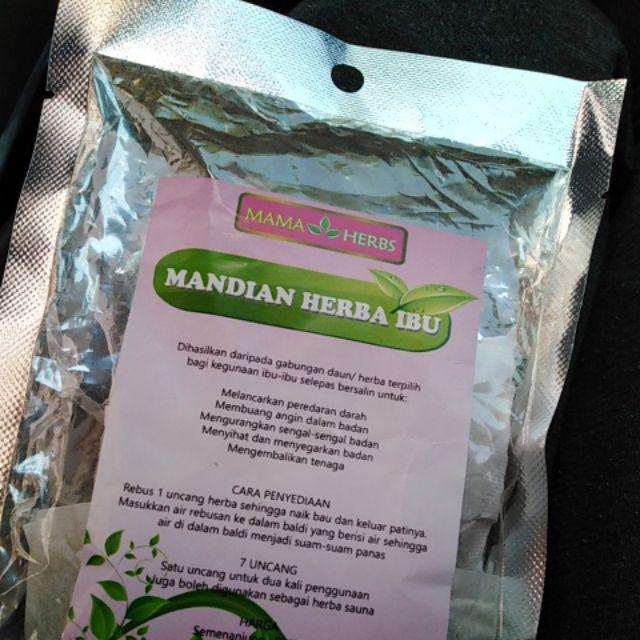 MAMA HERBS
MANDIAN HERBA IBU
Dihasilkan daripada gabungan daun/ herba terpilih
bagi kegunaan ibu-ibu selepas bersalin untuk:
Melancarkan peredaran darah
Membuang angin dalam badan
Mengurangkan sengal-sengal badan
Menyihat dan menyegarkan badan
Mengembalikan tenaga
CARA PENYEDIAAN
Rebus 1 uncang herba sehingga naik bau dan keluar patinya.
Masukkan air rebusan ke dalam baldi yang berisi air sehingga
air di dalam baldi menjadi suam-suam panas
7 UNCANG
Satu uncang untuk dua kali penggunaan
Juga boleh digunakan sebagai herba sauna
HARGA